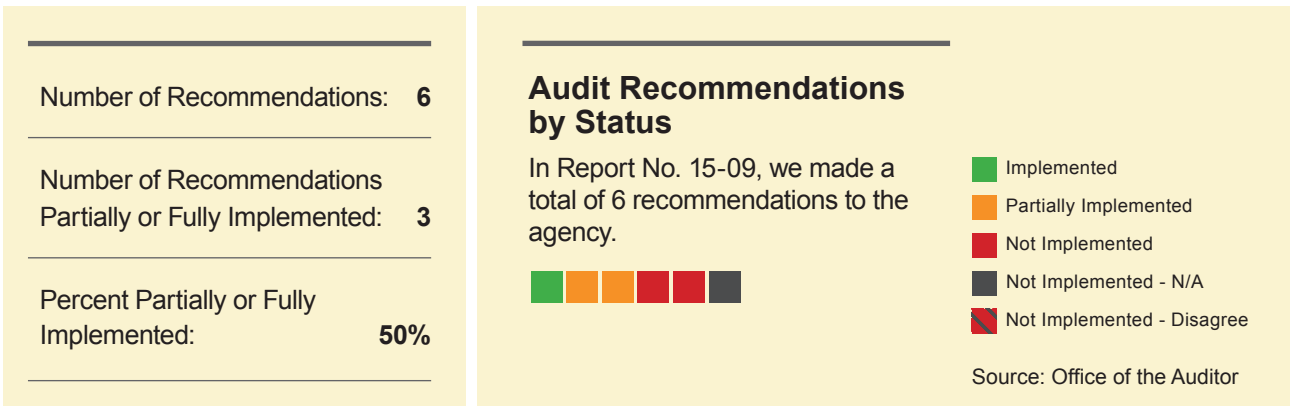 Number of Recommendations: 6
Number of Recommendations
Partially or Fully Implemented: 3
Percent Partially or Fully
Implemented: 50%
Audit Recommendations
by Status
In Report No. 15-09, we made a
total of 6 recommendations to the
agency.
Implemented
Partially Implemented
Not Implemented
Not Implemented - N/A
Not Implemented - Disagree
Source: Office of the Auditor